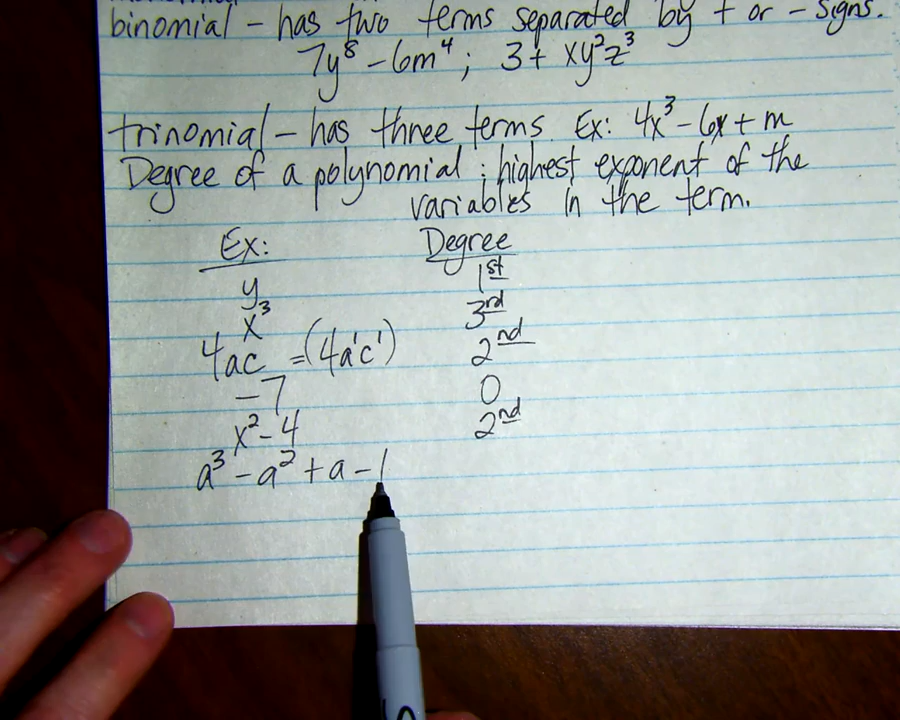 binomial - has two terms separated by + or - signs.
7y⁸ - 6m⁴ ; 3 + xy²z³
trinomial - has three terms. Ex: 4x³ - 6x + m
Degree of a polynomial : highest exponent of the
variables in the term.
Ex: Degree
y 1st
x³ 3rd
4ac = (4a¹c¹) 2nd
-7 0
x² - 4 2nd
a³ - a² + a - 1